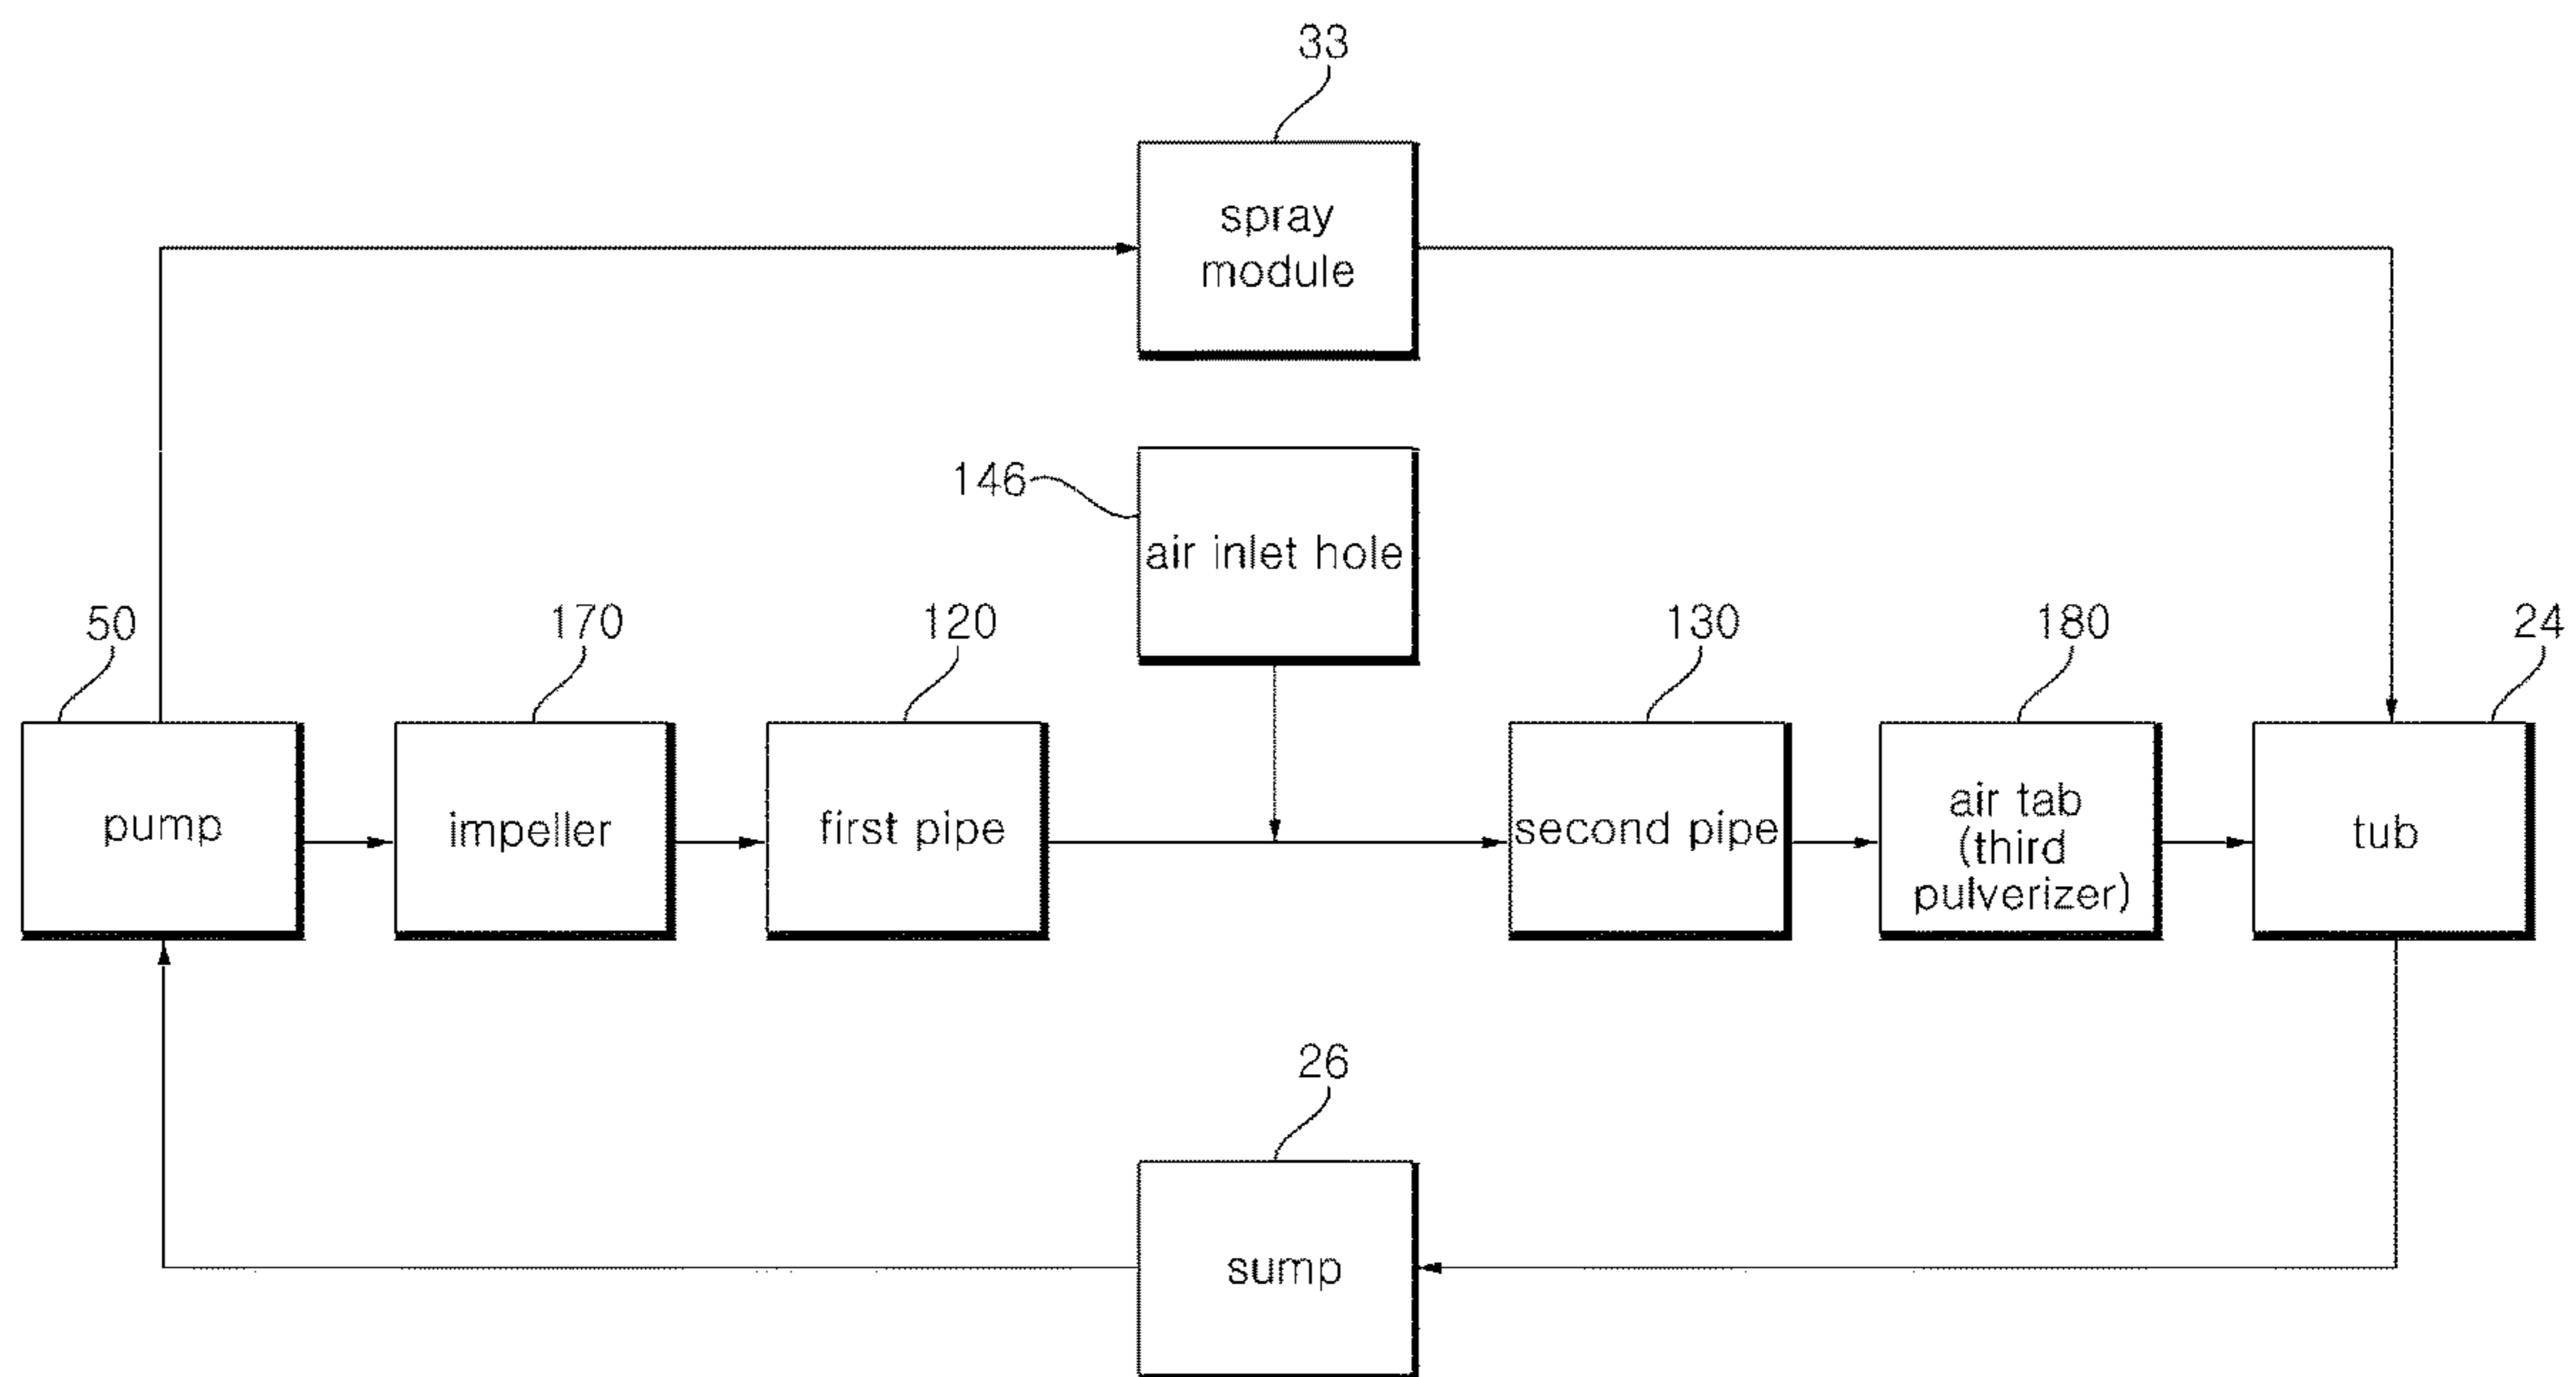 33
spray
module
146
air inlet hole
50
170
120
130
180
24
pump
impeller
first pipe
second pipe
air tab
(third
pulverizer)
tub
26
sump